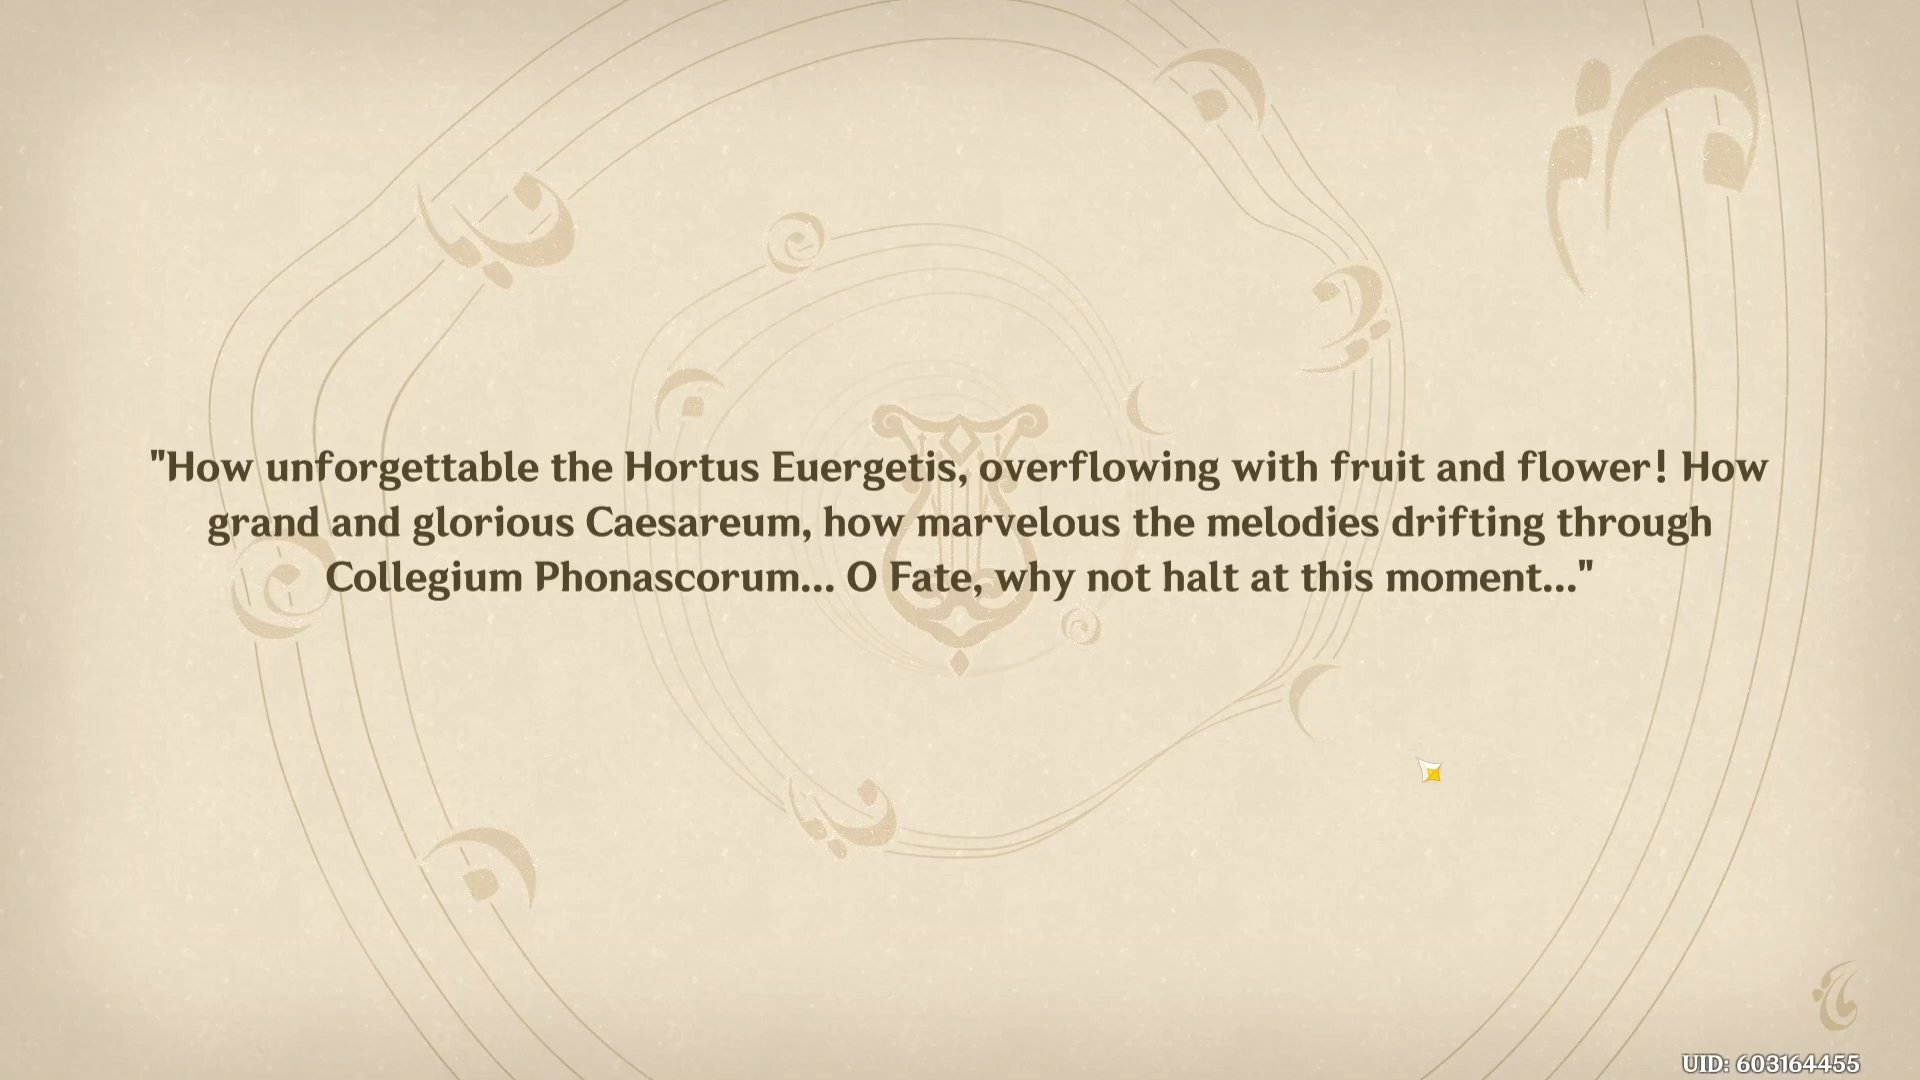 "How unforgettable the Hortus Euergetis, overflowing with fruit and flower! How
grand and glorious Caesareum, how marvelous the melodies drifting through
Collegium Phonascorum... O Fate, why not halt at this moment..."
UID: 603164455